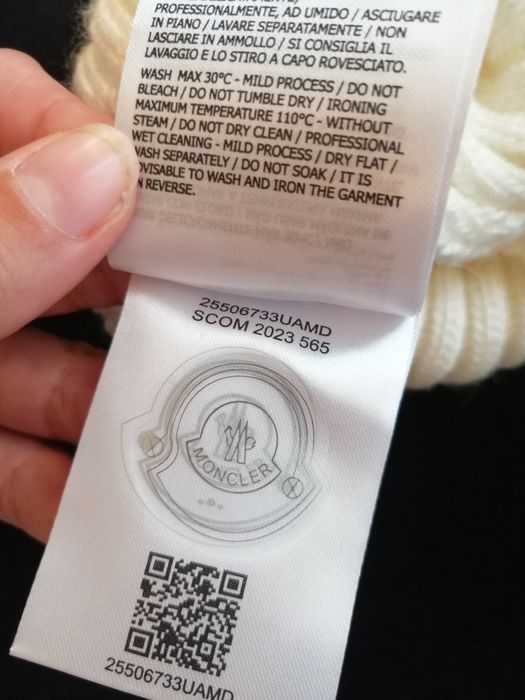 PROFESSIONALMENTE, AD UMIDO / ASCIUGARE
IN PIANO / LAVARE SEPARATAMENTE / NON
LASCIARE IN AMMOLLO / SI CONSIGLIA IL
LAVAGGIO E LO STIRO A CAPO ROVESCIATO.
WASH MAX 30°C - MILD PROCESS / DO NOT
BLEACH / DO NOT TUMBLE DRY / IRONING
MAXIMUM TEMPERATURE 110°C - WITHOUT
STEAM / DO NOT DRY CLEAN / PROFESSIONAL
WET CLEANING - MILD PROCESS / DRY FLAT /
WASH SEPARATELY / DO NOT SOAK / IT IS
ADVISABLE TO WASH AND IRON THE GARMENT
IN REVERSE.
25506733UAMD
SCOM 2023 565
MONCLER
25506733UAMD